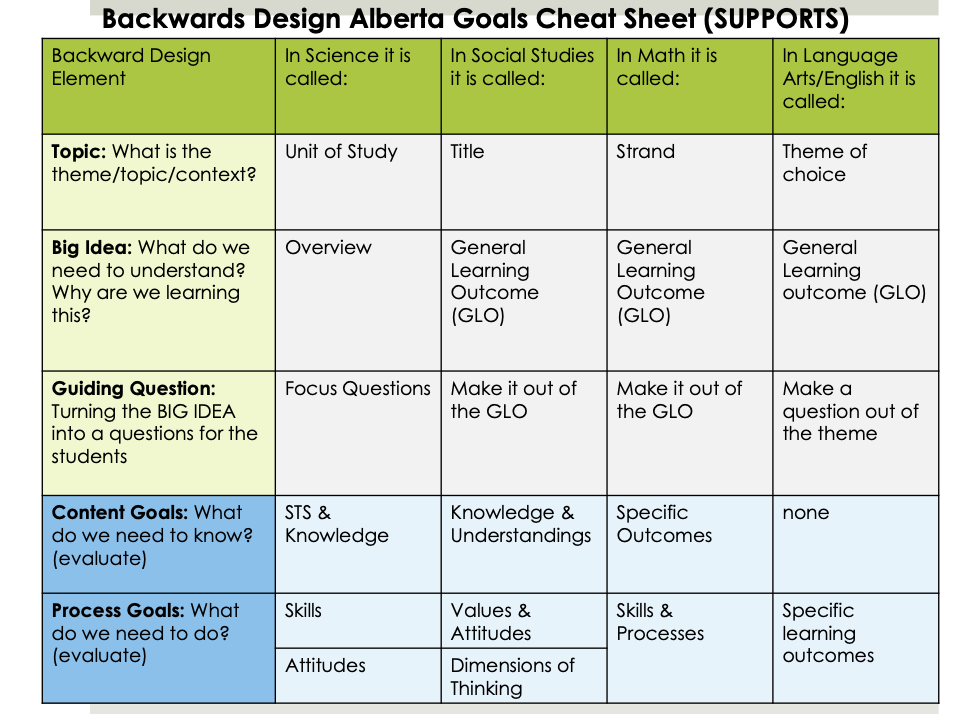 Backwards Design Alberta Goals Cheat Sheet (SUPPORTS)
Backward Design
Element
In Science it is
called:
In Social Studies
it is called:
In Math it is
called:
In Language
Arts/English it is
called:
Topic: What is the
theme/topic/context?
Unit of Study
Title
Strand
Theme of
choice
Big Idea: What do we
need to understand?
Why are we learning
this?
Overview
General
Learning
Outcome
(GLO)
General
Learning
Outcome
(GLO)
General
Learning
outcome (GLO)
Guiding Question:
Turning the BIG IDEA
into a questions for the
students
Focus Questions
Make it out of
the GLO
Make it out of
the GLO
Make a
question out of
the theme
Content Goals: What
do we need to know?
(evaluate)
STS &
Knowledge
Knowledge &
Understandings
Specific
Outcomes
none
Process Goals: What
do we need to do?
(evaluate)
Skills
Values &
Attitudes
Skills &
Processes
Specific
learning
outcomes
Attitudes
Dimensions of
Thinking